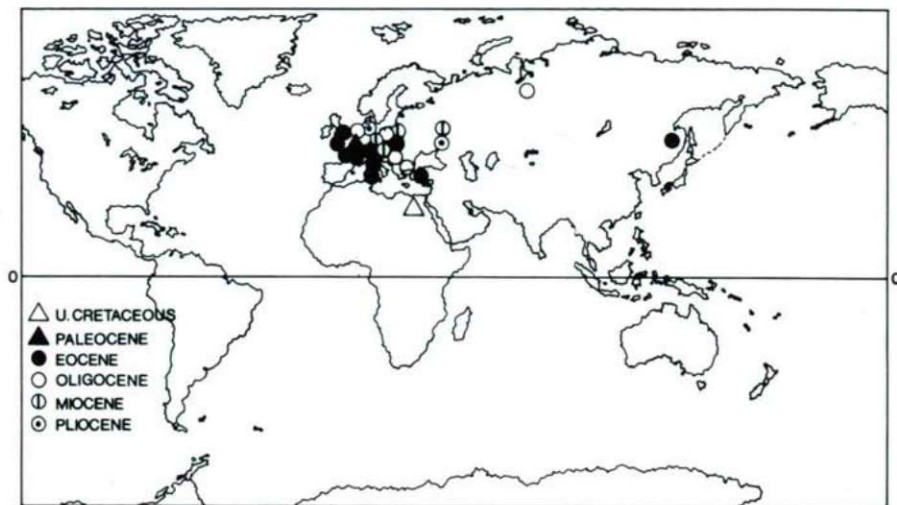 0
0
U. CRETACEOUS
PALEOCENE
EOCENE
OLIGOCENE
MIOCENE
PLIOCENE